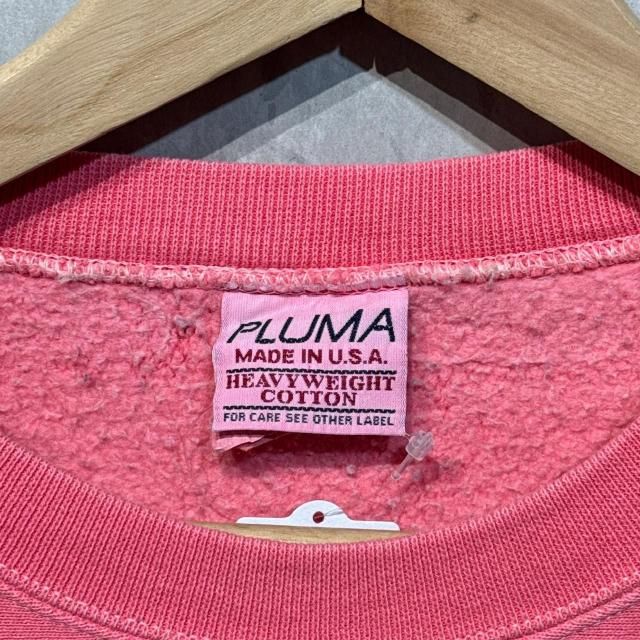 PLUMA
MADE IN U.S.A.
HEAVYWEIGHT
COTTON
FOR CARE SEE OTHER LABEL